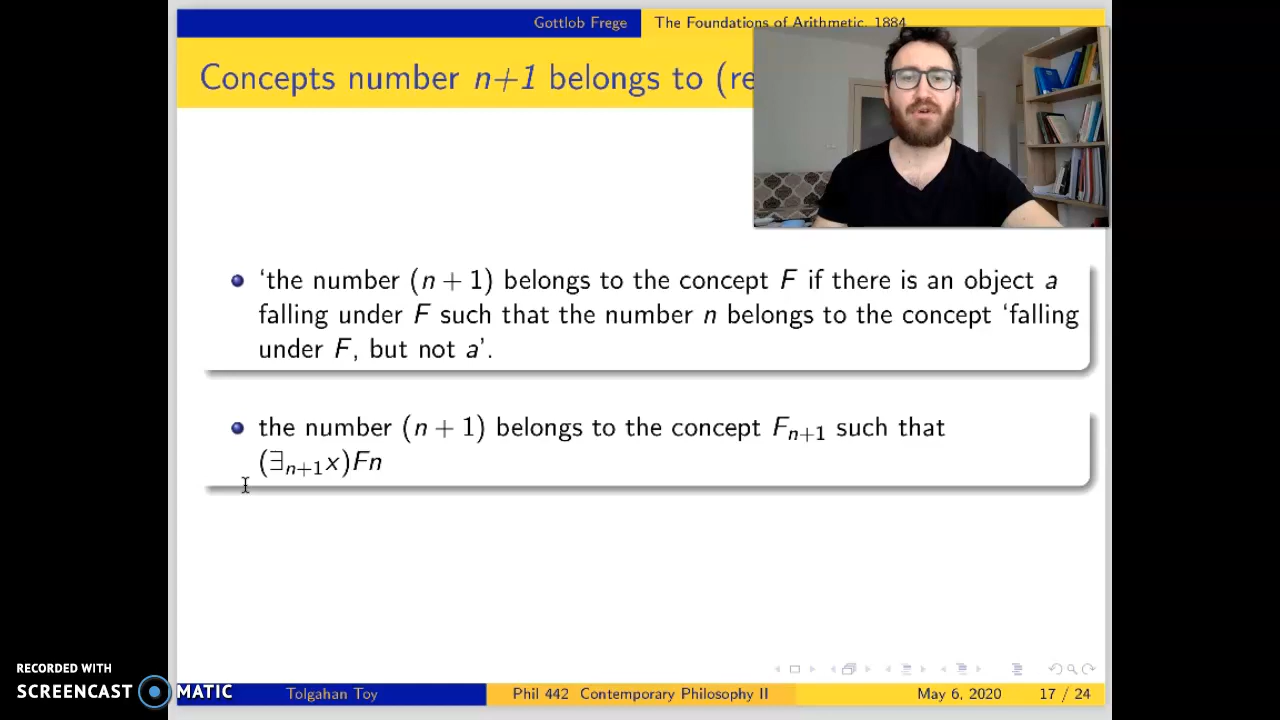 Gottlob Frege The Foundations of Arithmetic, 1884
Concepts number n+1 belongs to (re
‘the number (n + 1) belongs to the concept F if there is an object a
falling under F such that the number n belongs to the concept ‘falling
under F, but not a’.
the number (n + 1) belongs to the concept Fₙ₊₁ such that
(∃ₙ₊₁x)Fn
RECORDED WITH
SCREENCAST MATIC
Tolgahan Toy Phil 442 Contemporary Philosophy II May 6, 2020 17 / 24